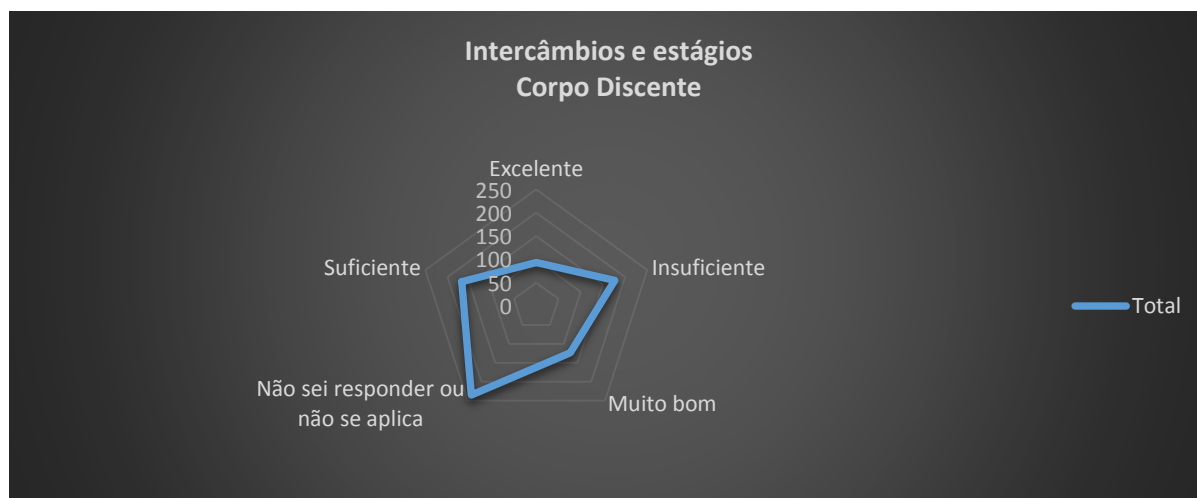 Intercâmbios e estágios
Corpo Discente
Excelente
250
200
150
100
50
0
Suficiente
Insuficiente
Não sei responder ou
não se aplica
Muito bom
Total